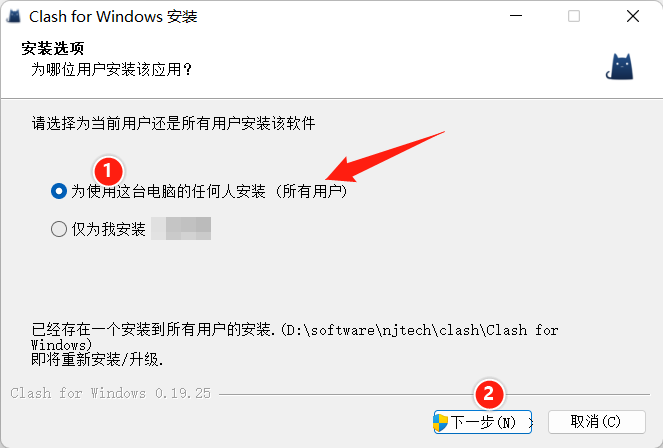 Clash for Windows 安装
安装选项
为哪位用户安装该应用？
请选择为当前用户还是所有用户安装该软件
1
为使用这台电脑的任何人安装 (所有用户)
仅为我安装
已经存在一个安装到所有用户的安装.(D:\software\njtech\clash\Clash for
Windows)
即将重新安装/升级.
Clash for Windows 0.19.25
2
下一步(N) >
取消(C)